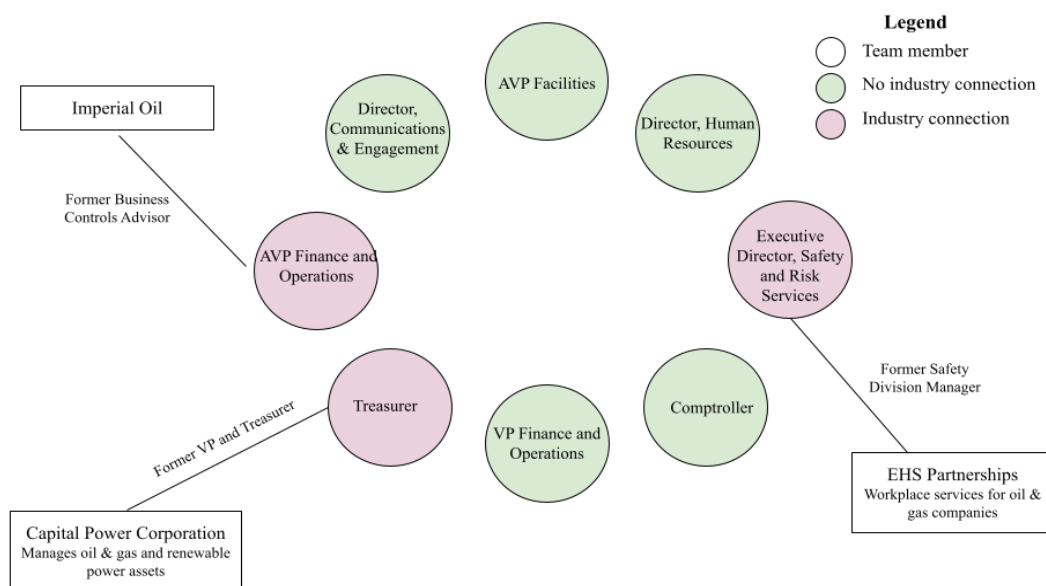 Legend
Team member
No industry connection
Industry connection
AVP Facilities
Director,
Communications
& Engagement
Director, Human
Resources
Imperial Oil
Former Business
Controls Advisor
AVP Finance and
Operations
Executive
Director, Safety
and Risk
Services
Former Safety
Division Manager
Treasurer
Comptroller
VP Finance and
Operations
Former VP and Treasurer
EHS Partnerships
Workplace services for oil &
gas companies
Capital Power Corporation
Manages oil & gas and renewable
power assets